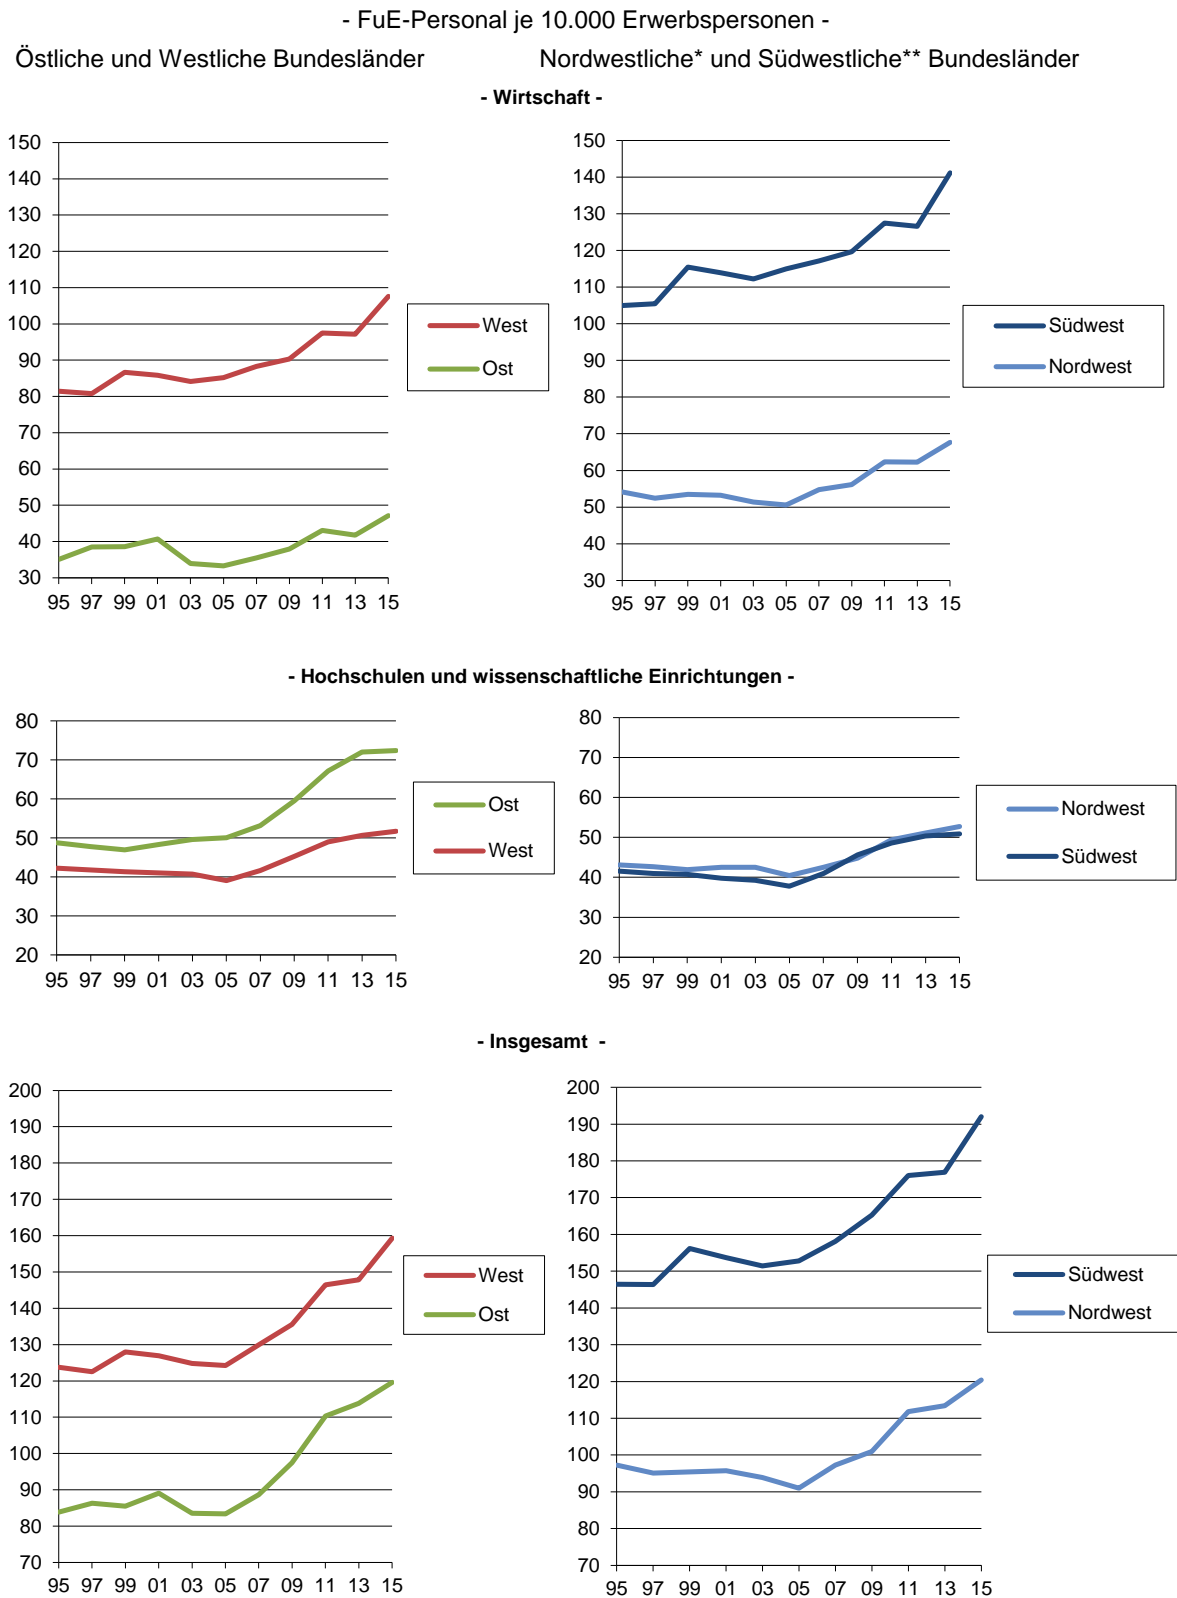 - FuE-Personal je 10.000 Erwerbspersonen -
Östliche und Westliche Bundesländer
Nordwestliche* und Südwestliche** Bundesländer
- Wirtschaft -
150
140
130
120
110
100
90
80
70
60
50
40
30
95 97 99 01 03 05 07 09 11 13 15
West
Ost
150
140
130
120
110
100
90
80
70
60
50
40
30
95 97 99 01 03 05 07 09 11 13 15
Südwest
Nordwest
- Hochschulen und wissenschaftliche Einrichtungen -
80
70
60
50
40
30
20
95 97 99 01 03 05 07 09 11 13 15
Ost
West
80
70
60
50
40
30
20
95 97 99 01 03 05 07 09 11 13 15
Nordwest
Südwest
- Insgesamt -
200
190
180
170
160
150
140
130
120
110
100
90
80
70
95 97 99 01 03 05 07 09 11 13 15
West
Ost
200
190
180
170
160
150
140
130
120
110
100
90
80
70
95 97 99 01 03 05 07 09 11 13 15
Südwest
Nordwest